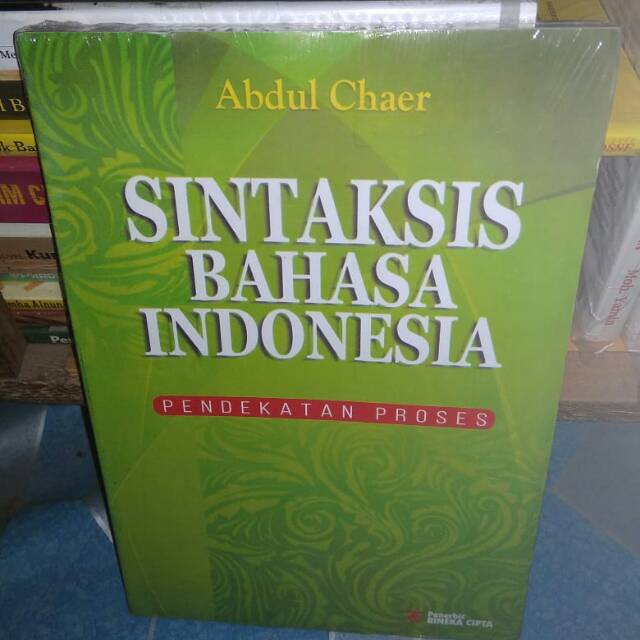 Abdul Chaer
SINTAKSIS
BAHASA
INDONESIA
PENDEKATAN PROSES
Penerbit
RINEKA CIPTA